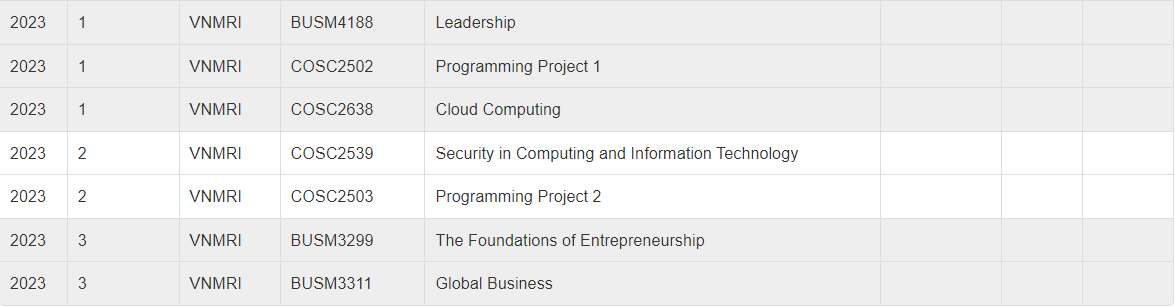 2023 1 VNMRI BUSM4188 Leadership
2023 1 VNMRI COSC2502 Programming Project 1
2023 1 VNMRI COSC2638 Cloud Computing
2023 2 VNMRI COSC2539 Security in Computing and Information Technology
2023 2 VNMRI COSC2503 Programming Project 2
2023 3 VNMRI BUSM3299 The Foundations of Entrepreneurship
2023 3 VNMRI BUSM3311 Global Business